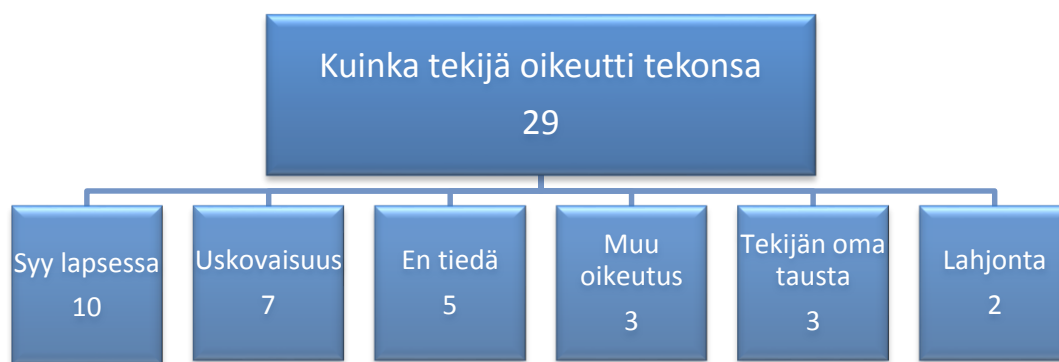 Kuinka tekijä oikeutti tekonsa
29
Syy lapsessa
10
Uskovaisuus
7
En tiedä
5
Muu
oikeutus
3
Tekijän oma
tausta
3
Lahjonta
2